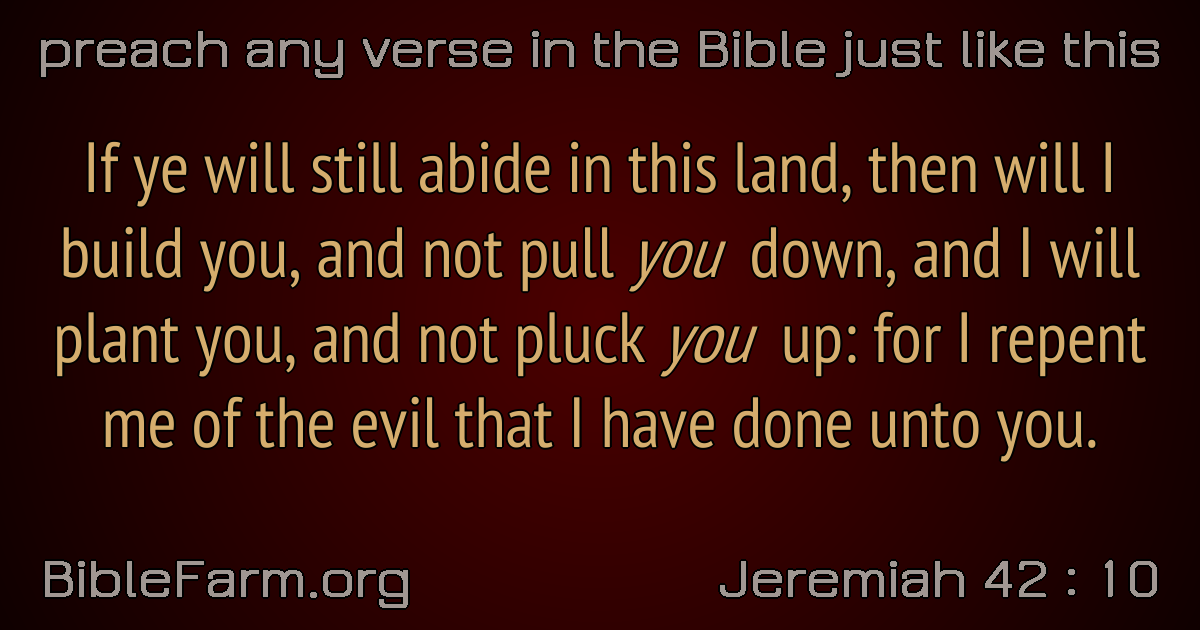 preach any verse in the Bible just like this
If ye will still abide in this land, then will I
build you, and not pull you down, and I will
plant you, and not pluck you up: for I repent
me of the evil that I have done unto you.
BibleFarm.org
Jeremiah 42 : 10